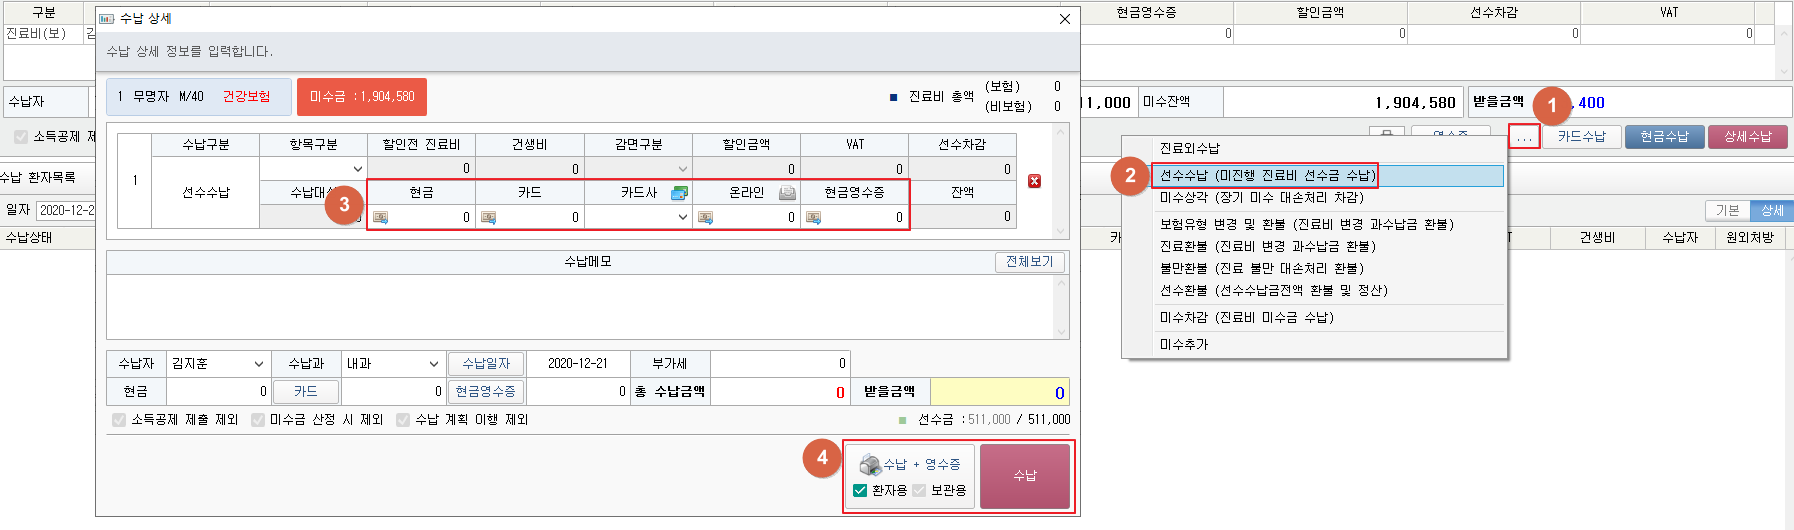 구분
진료비(보)
수납자
소득공제 제
수납 환자목록
일자 2020-12-2
수납상태
수납 상세
수납 상세 정보를 입력합니다.
1 무명자 M/40 건강보험
미수금 :1,904,580
진료비 총액 (보험) 0
(비보험) 0
수납구분 항목구분 할인전 진료비 건생비 감면구분 할인금액 VAT 선수차감
0 0 0 0 0
1 선수수납
수납대상 현금 카드 카드사 온라인 현금영수증 잔액
3
0 0 0 0 0
수납메모 전체보기
수납자 김지훈 수납과 내과 수납일자 2020-12-21 부가세 0
현금 0 카드 0 현금영수증 0 총 수납금액 0 받을금액 0
소득공제 제출 제외 미수금 산정 시 제외 수납 계획 이행 제외
선수금 :511,000 / 511,000
4
수납 + 영수증
환자용 보관용
수납
현금영수증 할인금액 선수차감 VAT
0 0 0 0
11,000 미수잔액 1,904,580 받을금액 ,400
1
영수증 ... 카드수납 현금수납 상세수납
진료외수납
2
선수수납 (미진행 진료비 선수금 수납)
미수상각 (장기 미수 대손처리 차감)
보험유형 변경 및 환불 (진료비 변경 과수납금 환불)
진료환불 (진료비 변경 과수납금 환불)
불만환불 (진료 불만 대손처리 환불)
선수환불 (선수수납금전액 환불 및 정산)
미수차감 (진료비 미수금 수납)
미수추가
기본 상세
카 T 건생비 수납자 원외처방